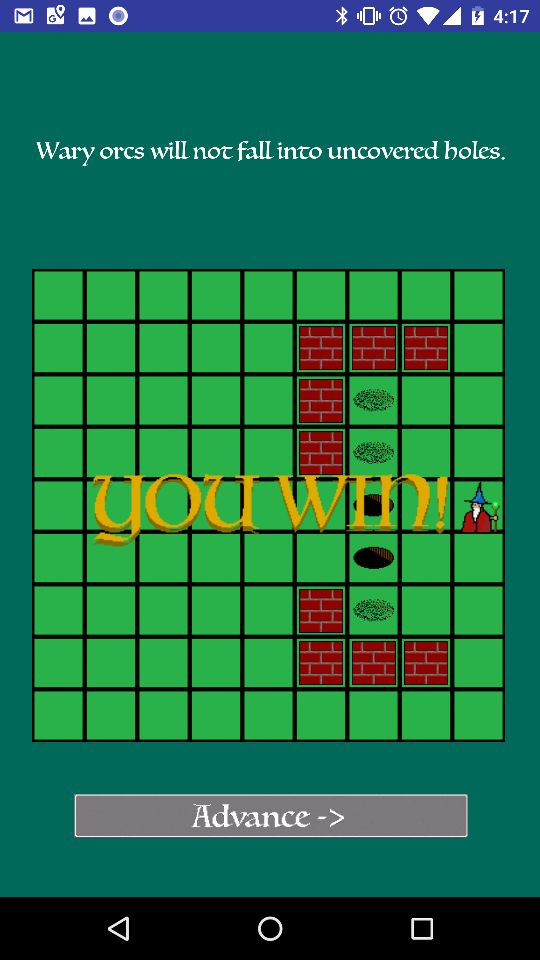 4:17
Wary orcs will not fall into uncovered holes.
YOU WIN!
Advance ->